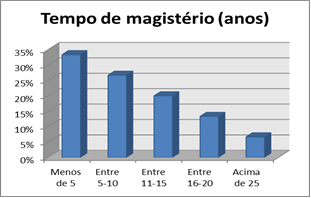 Tempo de magistério (anos)
35%
30%
25%
20%
15%
10%
5%
0%
Menos Entre Entre Entre Acima
de 5 5-10 11-15 16-20 de 25